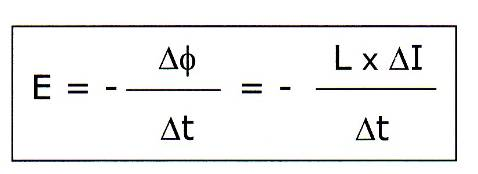 E = - Δϕ / Δt = - L x ΔI / Δt